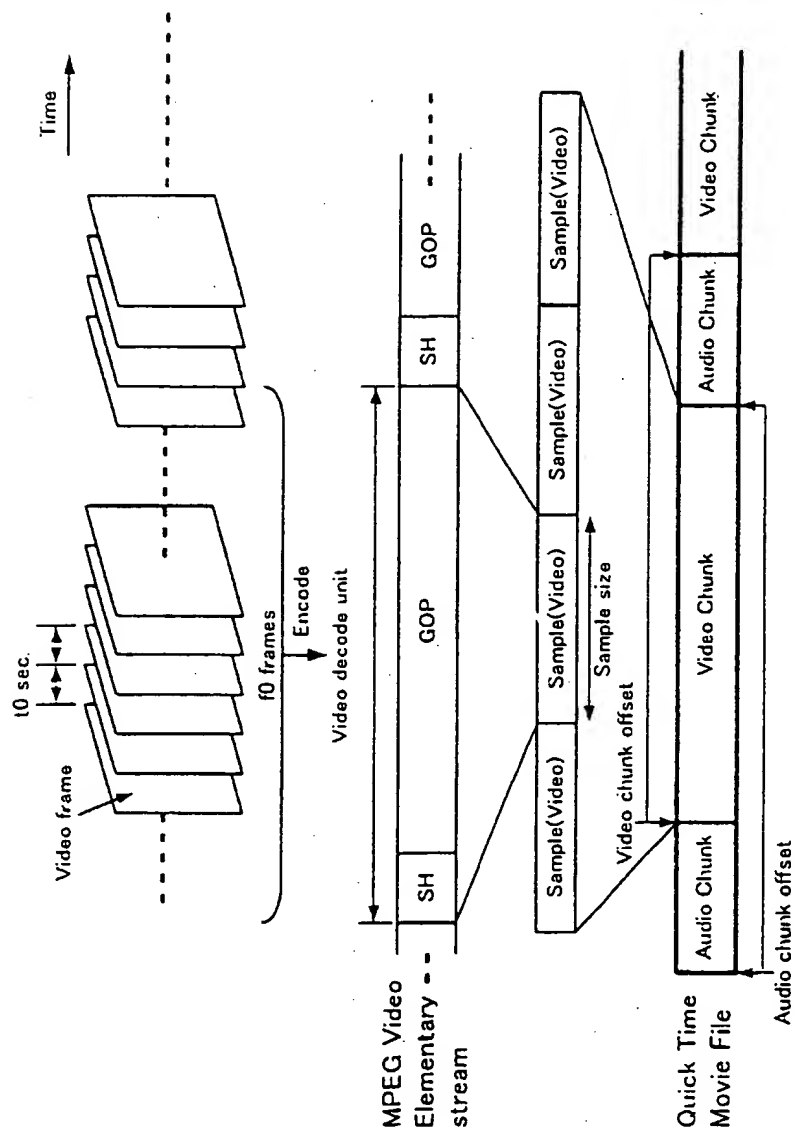 Time
t0 sec.
Video frame
f0 frames
Encode
Video decode unit
MPEG Video
Elementary
stream
SH
GOP
SH
GOP
Sample(Video)
Sample(Video)
Sample(Video)
Sample(Video)
Sample size
Video chunk offset
Quick Time
Movie File
Audio Chunk
Video Chunk
Audio Chunk
Video Chunk
Audio chunk offset